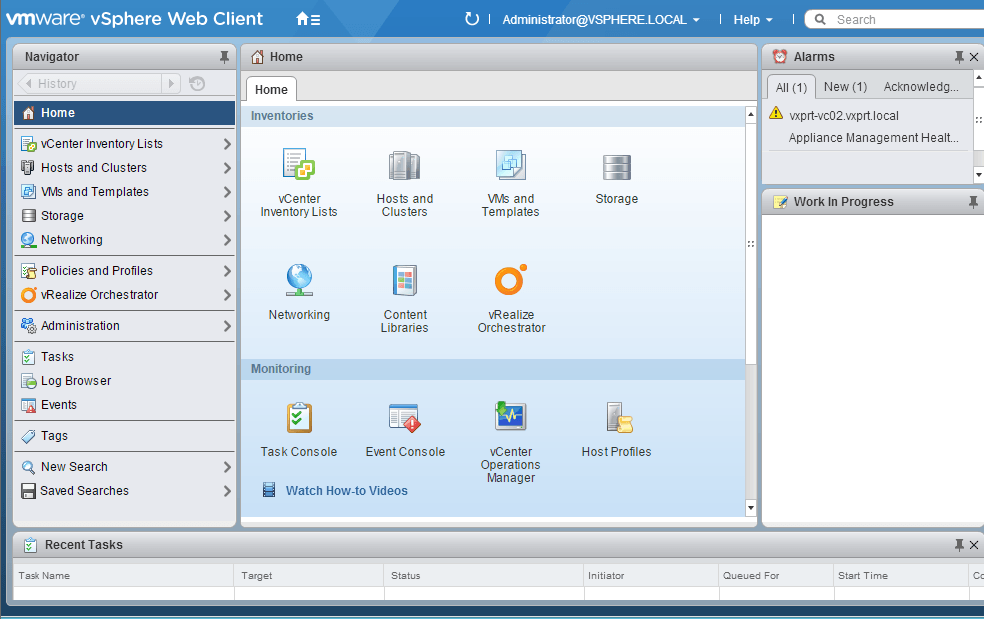 vmware® vSphere Web Client
Administrator@VSPHERE.LOCAL
Help
Search
Navigator
History
Home
vCenter Inventory Lists
Hosts and Clusters
VMs and Templates
Storage
Networking
Policies and Profiles
vRealize Orchestrator
Administration
Tasks
Log Browser
Events
Tags
New Search
Saved Searches
Home
Home
Inventories
vCenter
Inventory Lists
Hosts and
Clusters
VMs and
Templates
Storage
Networking
Content
Libraries
vRealize
Orchestrator
Monitoring
Task Console
Event Console
vCenter
Operations
Manager
Host Profiles
Watch How-to Videos
Alarms
All (1)
New (1)
Acknowledg...
vxprt-vc02.vxprt.local
Appliance Management Healt...
Work In Progress
Recent Tasks
Task Name
Target
Status
Initiator
Queued For
Start Time
Co